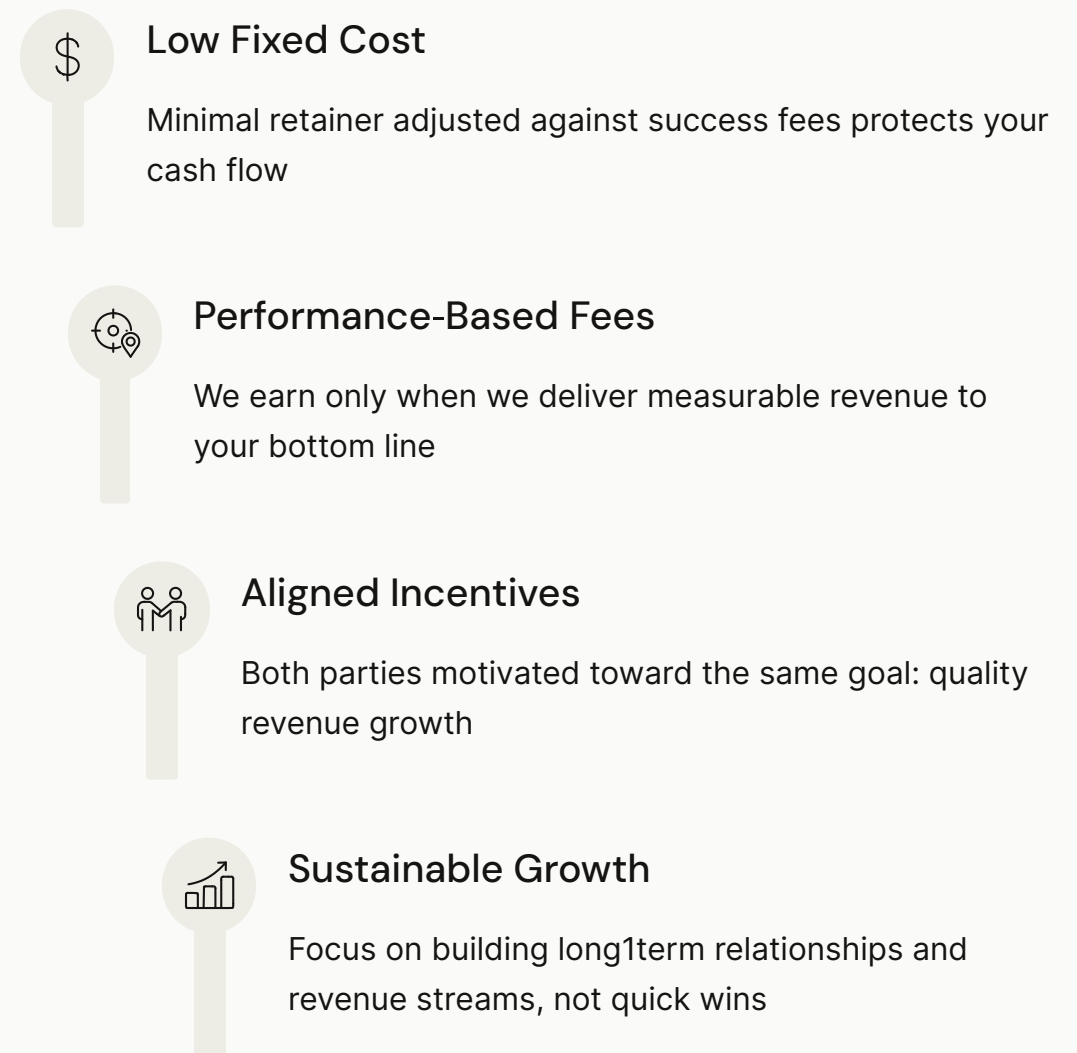 Low Fixed Cost
Minimal retainer adjusted against success fees protects your
cash flow
Performance-Based Fees
We earn only when we deliver measurable revenue to
your bottom line
Aligned Incentives
Both parties motivated toward the same goal: quality
revenue growth
Sustainable Growth
Focus on building long1term relationships and
revenue streams, not quick wins